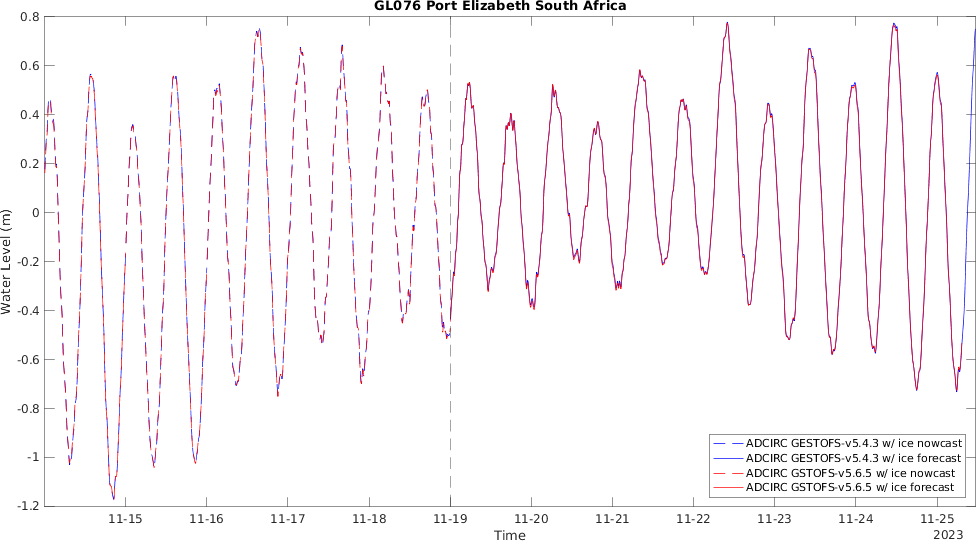 GL076 Port Elizabeth South Africa
0.8
0.6
0.4
0.2
0
-0.2
-0.4
-0.6
-0.8
-1
-1.2
Water Level (m)
ADCIRC GESTOFS-v5.4.3 w/ ice nowcast
ADCIRC GESTOFS-v5.4.3 w/ ice forecast
ADCIRC GSTOFS-v5.6.5 w/ ice nowcast
ADCIRC GSTOFS-v5.6.5 w/ ice forecast
11-15 11-16 11-17 11-18 11-19 11-20 11-21 11-22 11-23 11-24 11-25
Time
2023